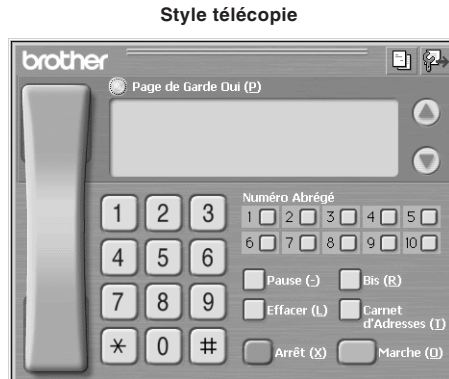 Style télécopie
brother
Page de Garde Oui (P)
Numéro Abrégé
1 2 3 4 5
6 7 8 9 10
1 2 3
4 5 6
7 8 9
* 0 #
Pause (-) Bis (R)
Effacer (L) Carnet
d'Adresses (T)
Arrêt (X) Marche (O)